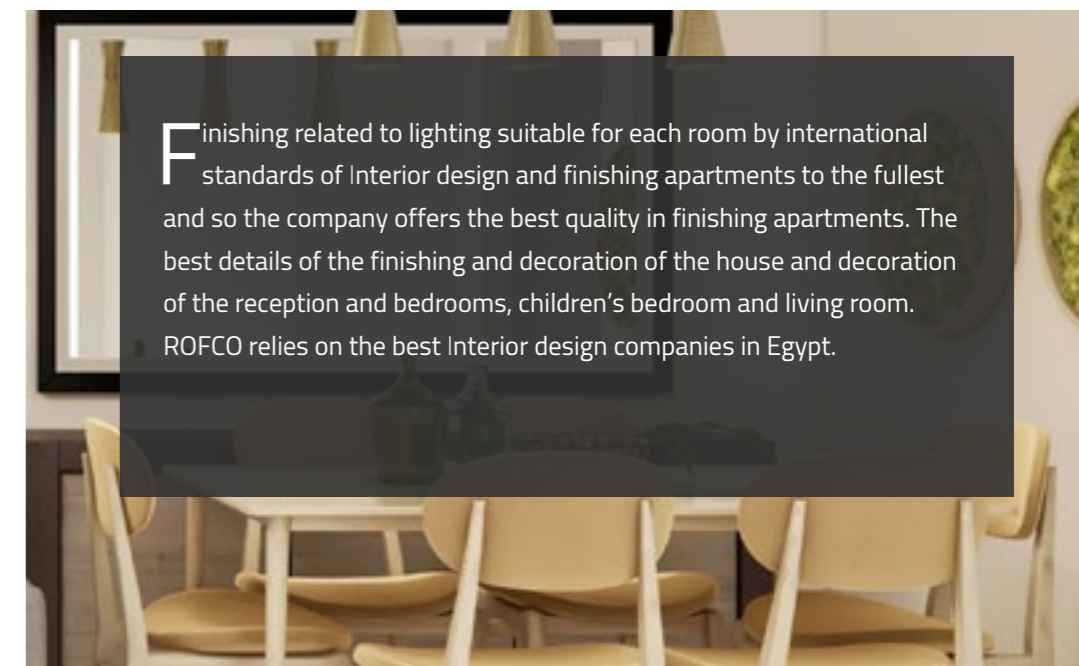 Finishing related to lighting suitable for each room by international
standards of Interior design and finishing apartments to the fullest
and so the company offers the best quality in finishing apartments. The
best details of the finishing and decoration of the house and decoration
of the reception and bedrooms, children’s bedroom and living room.
ROFCO relies on the best Interior design companies in Egypt.